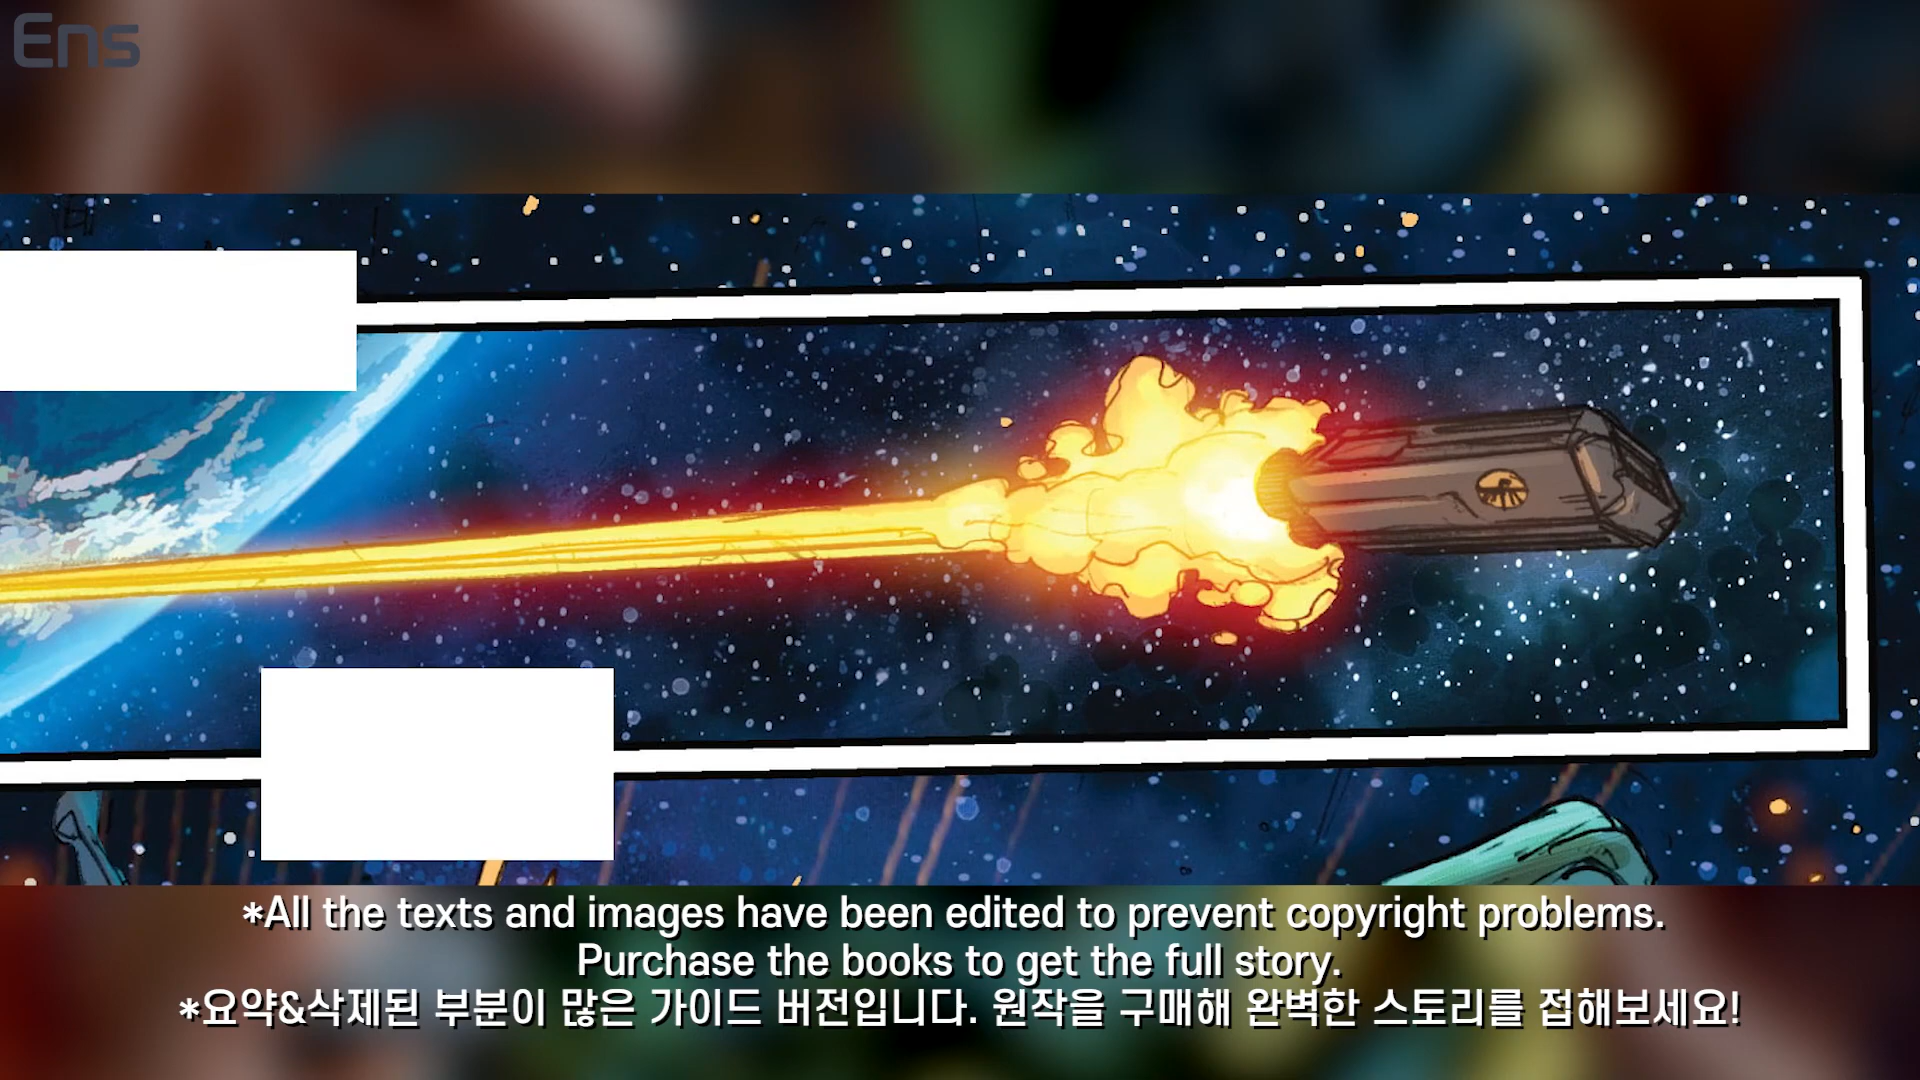 Ens
*All the texts and images have been edited to prevent copyright problems.
Purchase the books to get the full story.
*요약&삭제된 부분이 많은 가이드 버전입니다. 원작을 구매해 완벽한 스토리를 접해보세요!